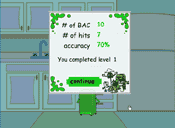 # of BAC 10
# of hits 7
accuracy 70%
You completed level 1
continue